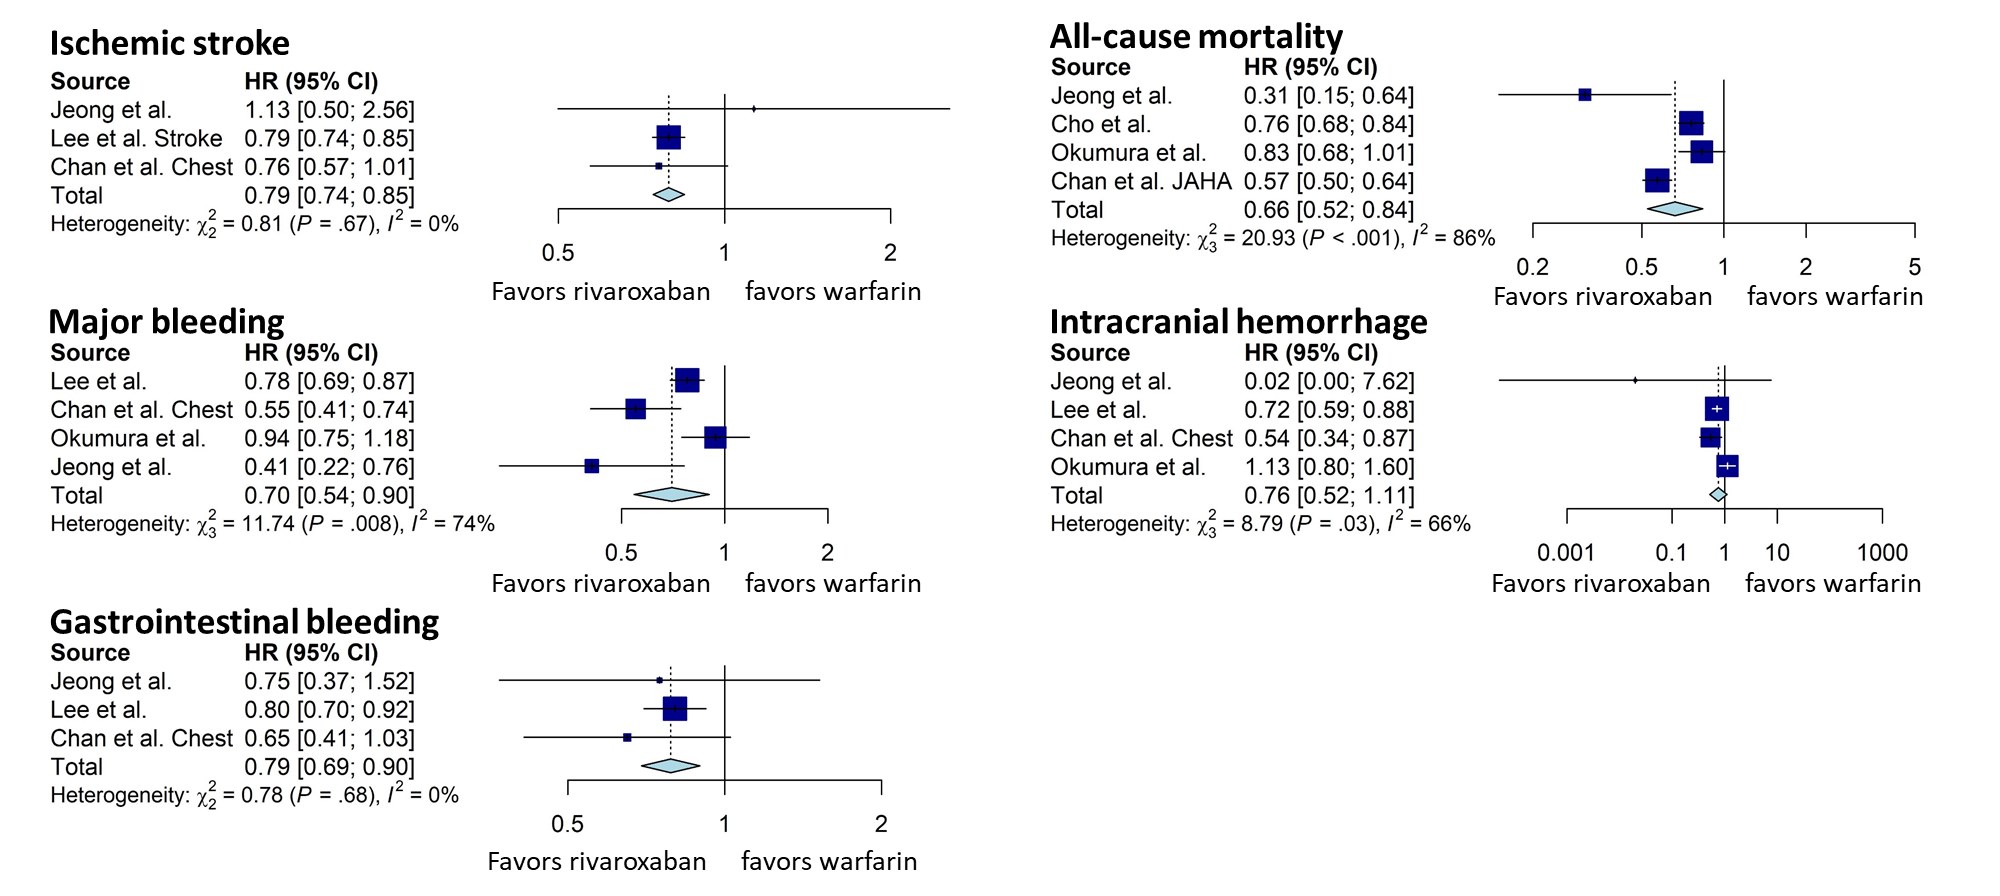 Ischemic stroke
Source HR (95% CI)
Jeong et al. 1.13 [0.50; 2.56]
Lee et al. Stroke 0.79 [0.74; 0.85]
Chan et al. Chest 0.76 [0.57; 1.01]
Total 0.79 [0.74; 0.85]
Heterogeneity: χ²₂ = 0.81 (P = .67), I² = 0%
0.5 1 2
Favors rivaroxaban favors warfarin
Major bleeding
Source HR (95% CI)
Lee et al. 0.78 [0.69; 0.87]
Chan et al. Chest 0.55 [0.41; 0.74]
Okumura et al. 0.94 [0.75; 1.18]
Jeong et al. 0.41 [0.22; 0.76]
Total 0.70 [0.54; 0.90]
Heterogeneity: χ²₃ = 11.74 (P = .008), I² = 74%
0.5 1 2
Favors rivaroxaban favors warfarin
Gastrointestinal bleeding
Source HR (95% CI)
Jeong et al. 0.75 [0.37; 1.52]
Lee et al. 0.80 [0.70; 0.92]
Chan et al. Chest 0.65 [0.41; 1.03]
Total 0.79 [0.69; 0.90]
Heterogeneity: χ²₂ = 0.78 (P = .68), I² = 0%
0.5 1 2
Favors rivaroxaban favors warfarin
All-cause mortality
Source HR (95% CI)
Jeong et al. 0.31 [0.15; 0.64]
Cho et al. 0.76 [0.68; 0.84]
Okumura et al. 0.83 [0.68; 1.01]
Chan et al. JAHA 0.57 [0.50; 0.64]
Total 0.66 [0.52; 0.84]
Heterogeneity: χ²₃ = 20.93 (P < .001), I² = 86%
0.2 0.5 1 2 5
Favors rivaroxaban favors warfarin
Intracranial hemorrhage
Source HR (95% CI)
Jeong et al. 0.02 [0.00; 7.62]
Lee et al. 0.72 [0.59; 0.88]
Chan et al. Chest 0.54 [0.34; 0.87]
Okumura et al. 1.13 [0.80; 1.60]
Total 0.76 [0.52; 1.11]
Heterogeneity: χ²₃ = 8.79 (P = .03), I² = 66%
0.001 0.1 1 10 1000
Favors rivaroxaban favors warfarin